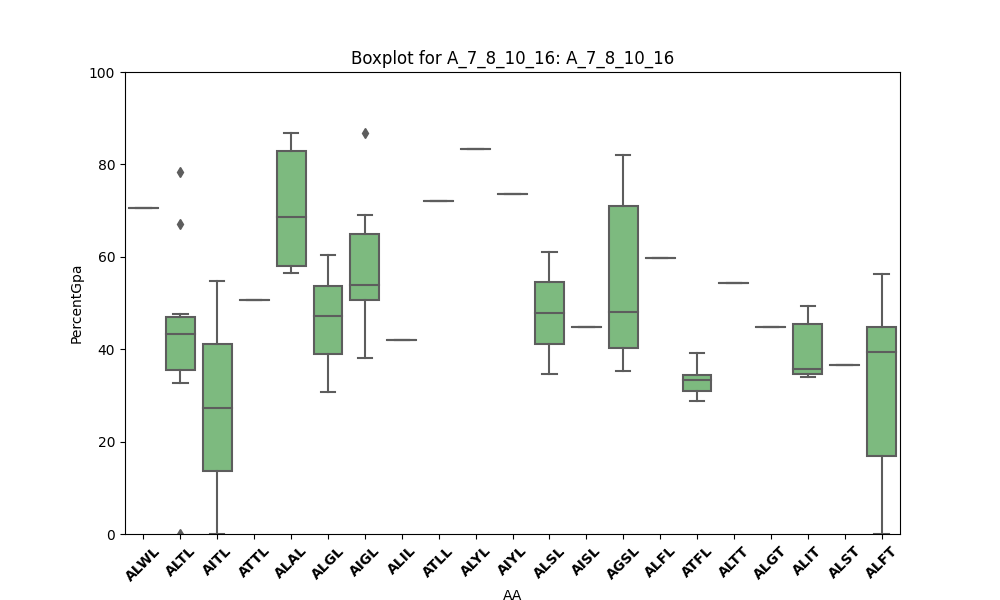 Boxplot for A_7_8_10_16: A_7_8_10_16
100
80
60
40
20
0
PercentGpa
ALWL ALTL AITL ATTL ALAL ALGL AIGL ALIL ATLL ALYL AIYL ALSL AISL AGSL ALFL ATFL ALTT ALGT ALIT ALST ALFT
AA